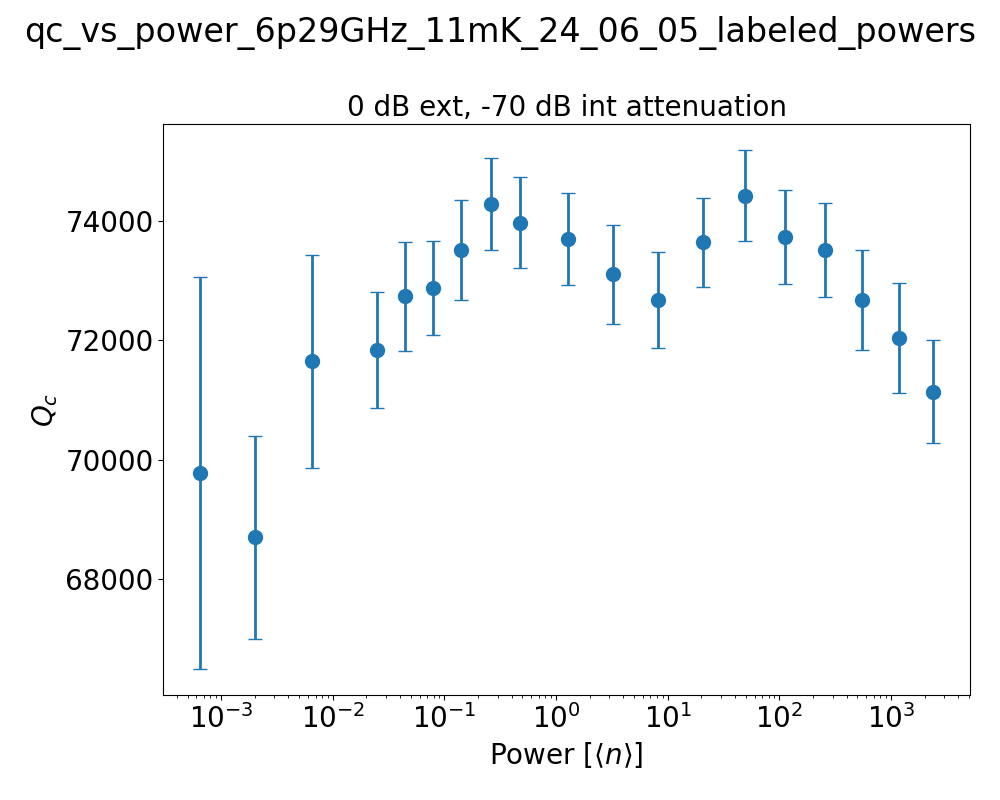 qc_vs_power_6p29GHz_11mK_24_06_05_labeled_powers
0 dB ext, -70 dB int attenuation
74000
72000
70000
68000
Q_c
10^{-3} 10^{-2} 10^{-1} 10^{0} 10^{1} 10^{2} 10^{3}
Power [⟨n⟩]